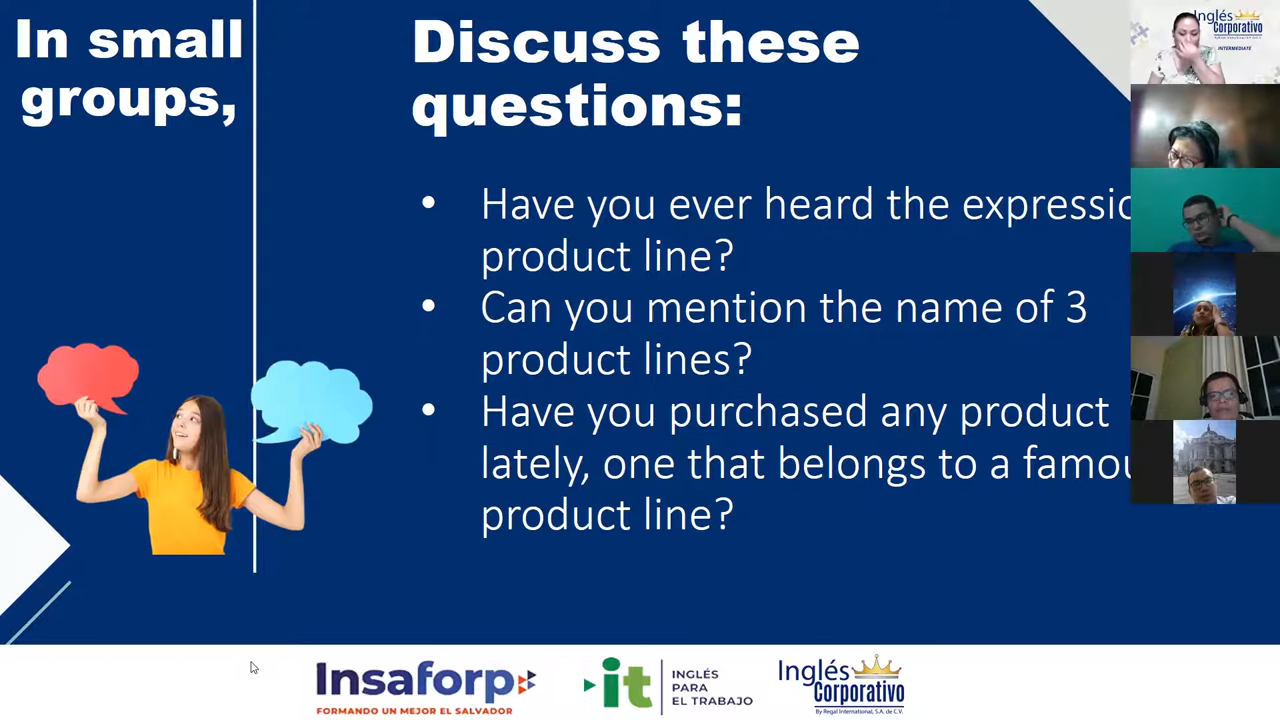 In small
groups,
Discuss these
questions:
• Have you ever heard the
product line?
• Can you mention the name of 3
product lines?
• Have you purchased any product
lately, one that belongs to a
product line?
Insaforp
FORMANDO UN MEJOR EL SALVADOR
it
INGLÉS
PARA
EL TRABAJO
Inglés
Corporativo
By Regal International, S.A. de C.V.
Inglés
Corporativo
INTERMEDIATE